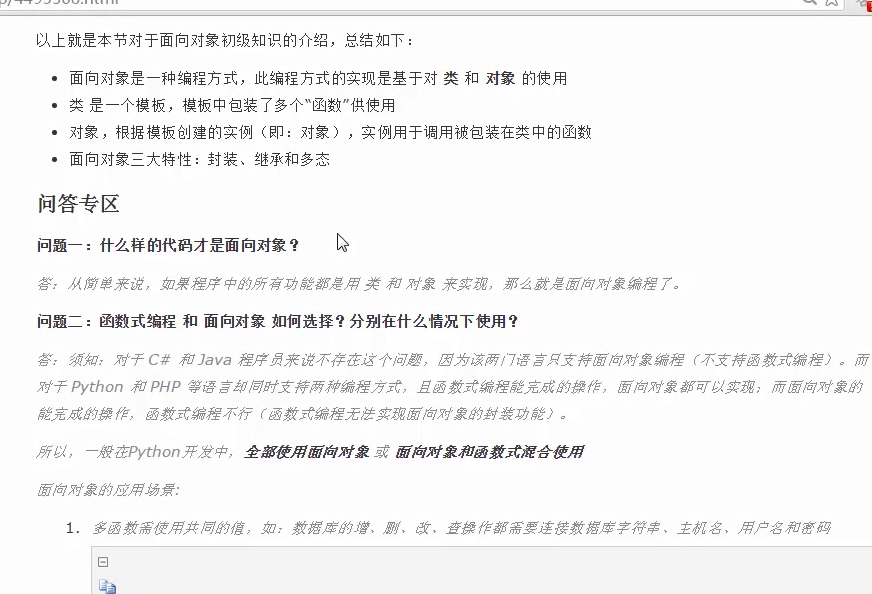 以上就是本节对于面向对象初级知识的介绍，总结如下：
面向对象是一种编程方式，此编程方式的实现是基于对 类 和 对象 的使用
类 是一个模板，模板中包装了多个“函数”供使用
对象，根据模板创建的实例（即：对象），实例用于调用被包装在类中的函数
面向对象三大特性：封装、继承和多态
问答专区
问题一：什么样的代码才是面向对象？
答：从简单来说，如果程序中的所有功能都是用 类 和 对象 来实现，那么就是面向对象编程了。
问题二：函数式编程 和 面向对象 如何选择？分别在什么情况下使用？
答：须知：对于 C# 和 Java 程序员来说不存在这个问题，因为该两门语言只支持面向对象编程（不支持函数式编程）。而
对于 Python 和 PHP 等语言却同时支持两种编程方式，且函数式编程能完成的操作，面向对象都可以实现；而面向对象的
能完成的操作，函数式编程不行（函数式编程无法实现面向对象的封装功能）。
所以，一般在Python开发中，全部使用面向对象 或 面向对象和函数式混合使用
面向对象的应用场景:
1. 多函数需使用共同的值，如：数据库的增、删、改、查操作都需要连接数据库字符串、主机名、用户名和密码